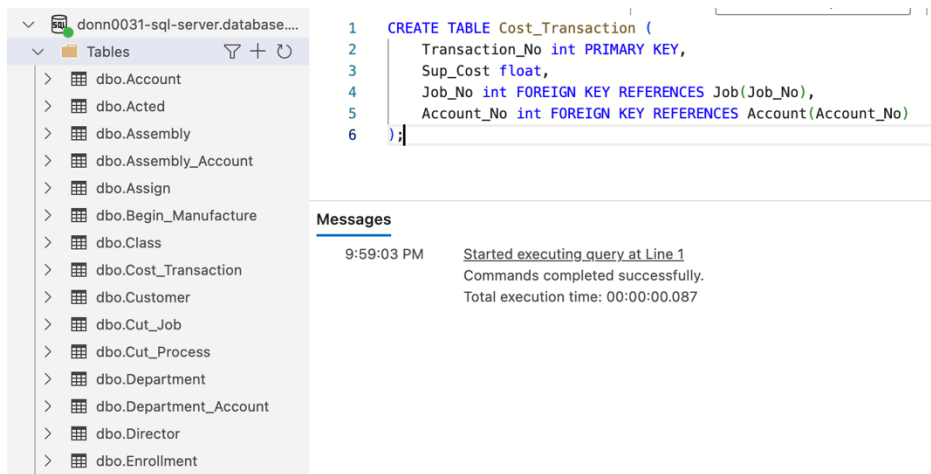 donn0031-sql-server.database....
Tables
dbo.Account
dbo.Acted
dbo.Assembly
dbo.Assembly_Account
dbo.Assign
dbo.Begin_Manufacture
dbo.Class
dbo.Cost_Transaction
dbo.Customer
dbo.Cut_Job
dbo.Cut_Process
dbo.Department
dbo.Department_Account
dbo.Director
dbo.Enrollment
1 CREATE TABLE Cost_Transaction (
2 Transaction_No int PRIMARY KEY,
3 Sup_Cost float,
4 Job_No int FOREIGN KEY REFERENCES Job(Job_No),
5 Account_No int FOREIGN KEY REFERENCES Account(Account_No)
6 );
Messages
9:59:03 PM Started executing query at Line 1
Commands completed successfully.
Total execution time: 00:00:00.087